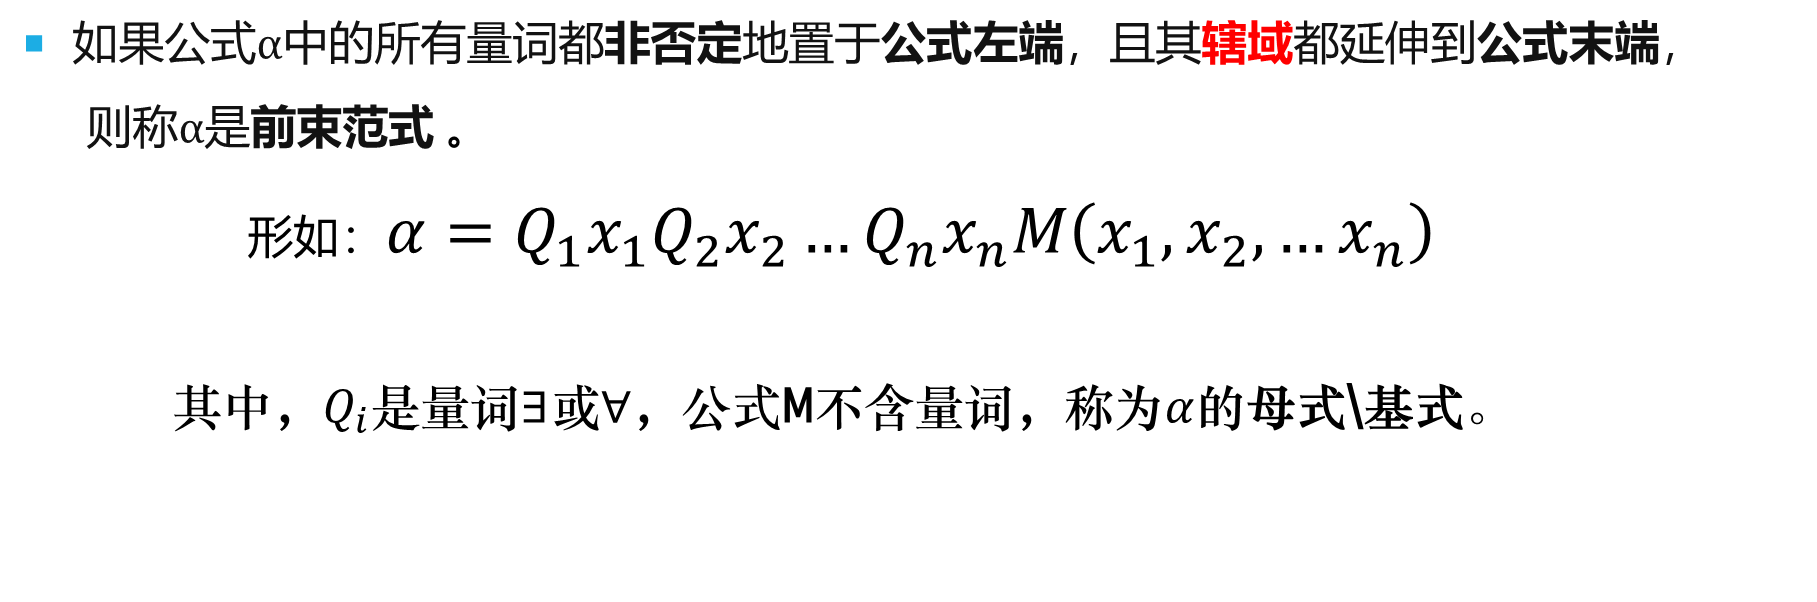 如果公式α中的所有量词都非否定地置于公式左端，且其辖域都延伸到公式末端，
则称α是前束范式。
形如：α = Q₁x₁Q₂x₂ … QₙxₙM(x₁, x₂, … xₙ)
其中，Qᵢ是量词∃或∀，公式M不含量词，称为α的母式\基式。